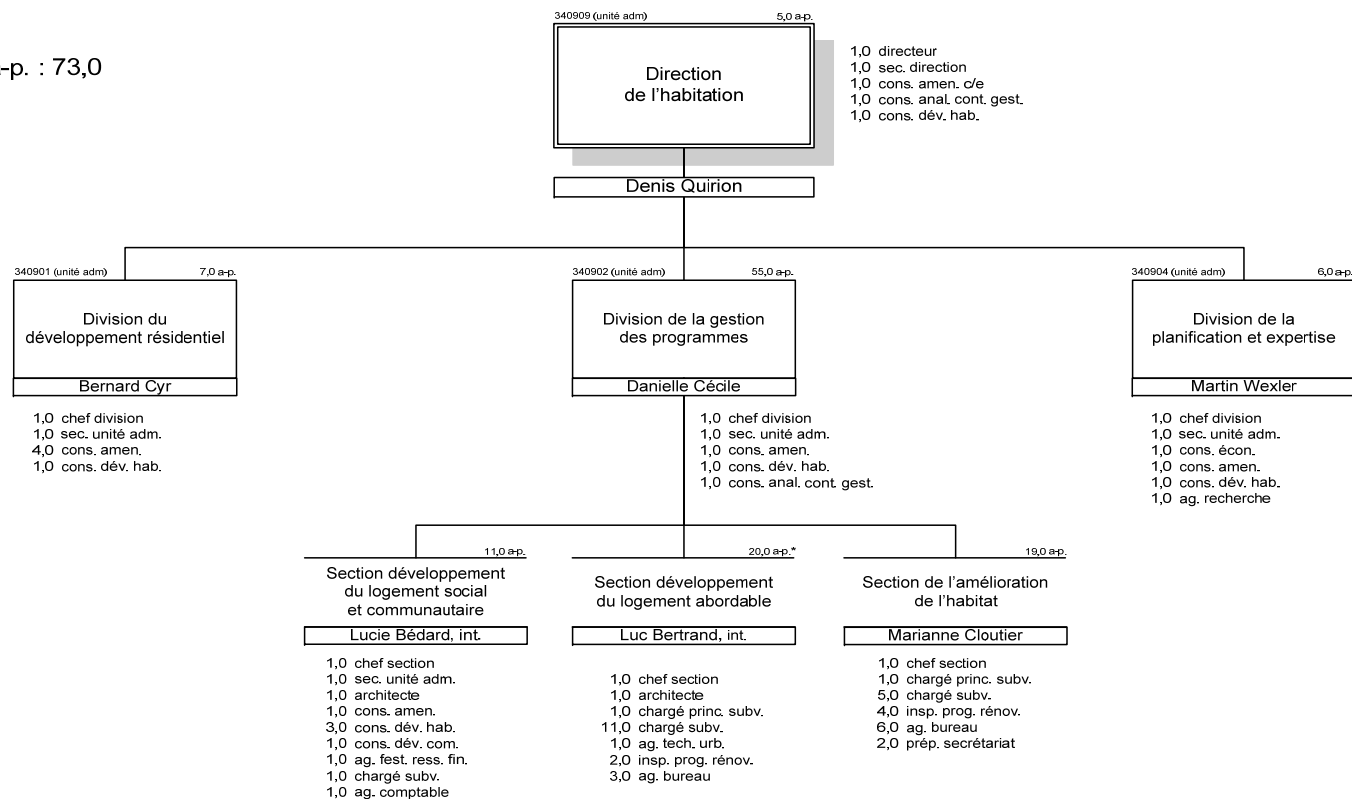 -p. : 73,0
340909 (unité adm)
5,0 a-p.
Direction
de l'habitation
Denis Quirion
1,0 directeur
1,0 sec. direction
1,0 cons. amen. c/e
1,0 cons. anal. cont. gest.
1,0 cons. dév. hab.
340901 (unité adm)
7,0 a-p.
Division du
développement résidentiel
Bernard Cyr
1,0 chef division
1,0 sec. unité adm.
4,0 cons. amen.
1,0 cons. dév. hab.
340902 (unité adm)
55,0 a-p.
Division de la gestion
des programmes
Danielle Cécile
1,0 chef division
1,0 sec. unité adm.
1,0 cons. amen.
1,0 cons. dév. hab.
1,0 cons. anal. cont. gest.
340904 (unité adm)
6,0 a-p.
Division de la
planification et expertise
Martin Wexler
1,0 chef division
1,0 sec. unité adm.
1,0 cons. écon.
1,0 cons. amen.
1,0 cons. dév. hab.
1,0 ag. recherche
11,0 a-p.
Section développement
du logement social
et communautaire
Lucie Bédard, int.
1,0 chef section
1,0 sec. unité adm.
1,0 architecte
1,0 cons. amen.
3,0 cons. dév. hab.
1,0 cons. dév. com.
1,0 ag. fest. ress. fin.
1,0 chargé subv.
1,0 ag. comptable
20,0 a-p.*
Section développement
du logement abordable
Luc Bertrand, int.
1,0 chef section
1,0 architecte
1,0 chargé princ. subv.
11,0 chargé subv.
1,0 ag. tech. urb.
2,0 insp. prog. rénov.
3,0 ag. bureau
19,0 a-p.
Section de l'amélioration
de l'habitat
Marianne Cloutier
1,0 chef section
1,0 chargé princ. subv.
5,0 chargé subv.
4,0 insp. prog. rénov.
6,0 ag. bureau
2,0 prép. secrétariat